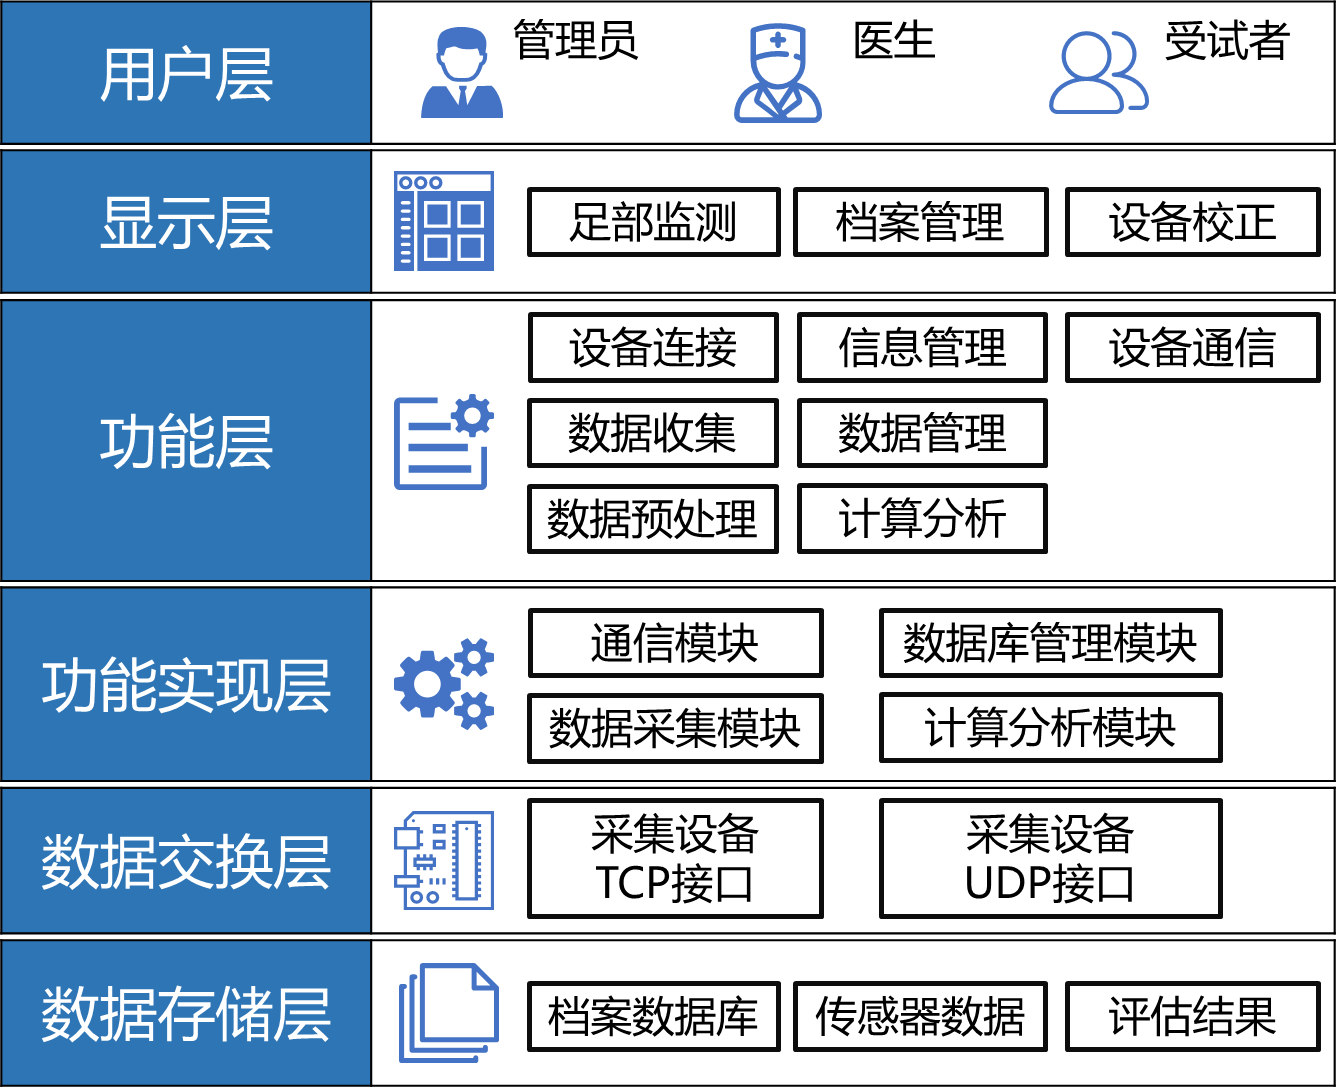 用户层
管理员
医生
受试者
显示层
足部监测
档案管理
设备校正
功能层
设备连接
信息管理
设备通信
数据收集
数据管理
数据预处理
计算分析
功能实现层
通信模块
数据库管理模块
数据采集模块
计算分析模块
数据交换层
采集设备
TCP接口
采集设备
UDP接口
数据存储层
档案数据库
传感器数据
评估结果